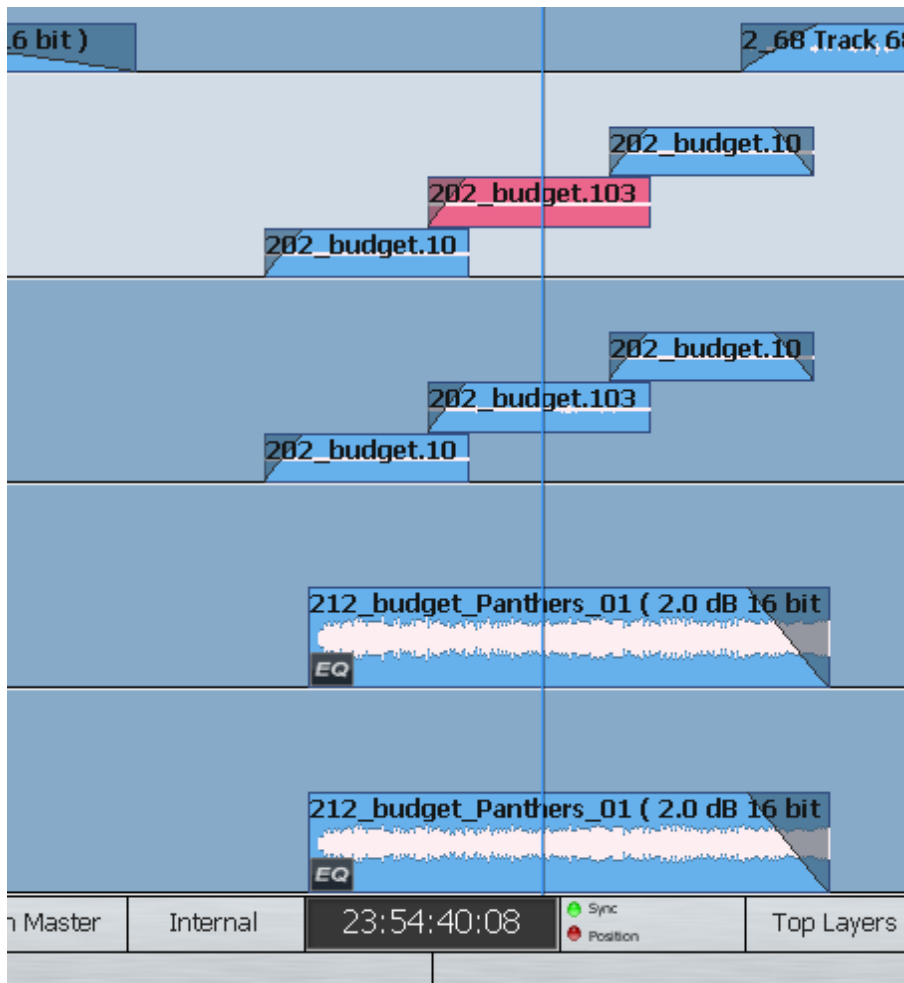 .6 bit )
2_68 Track 68
202_budget.10
202_budget.103
202_budget.10
202_budget.10
202_budget.103
202_budget.10
212_budget_Panthers_01 ( 2.0 dB 16 bit
EQ
212_budget_Panthers_01 ( 2.0 dB 16 bit
EQ
Master
Internal
23:54:40:08
Sync
Position
Top Layers